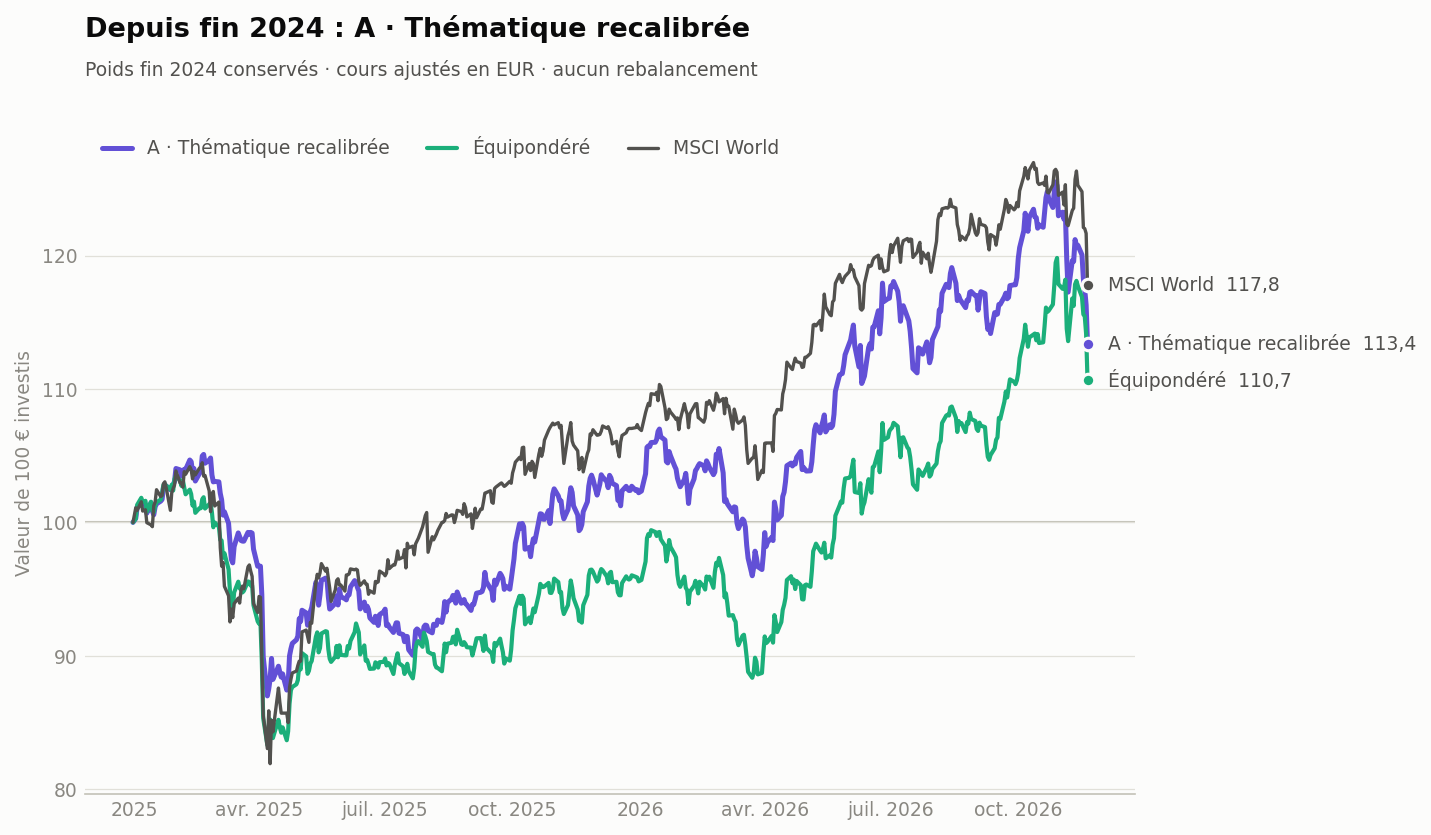 Depuis fin 2024 : A · Thématique recalibrée
Poids fin 2024 conservés · cours ajustés en EUR · aucun rebalancement
A · Thématique recalibrée
Équipondéré
MSCI World
Valeur de 100 € investis
120
110
100
90
80
MSCI World 117,8
A · Thématique recalibrée 113,4
Équipondéré 110,7
2025
avr. 2025
juil. 2025
oct. 2025
2026
avr. 2026
juil. 2026
oct. 2026